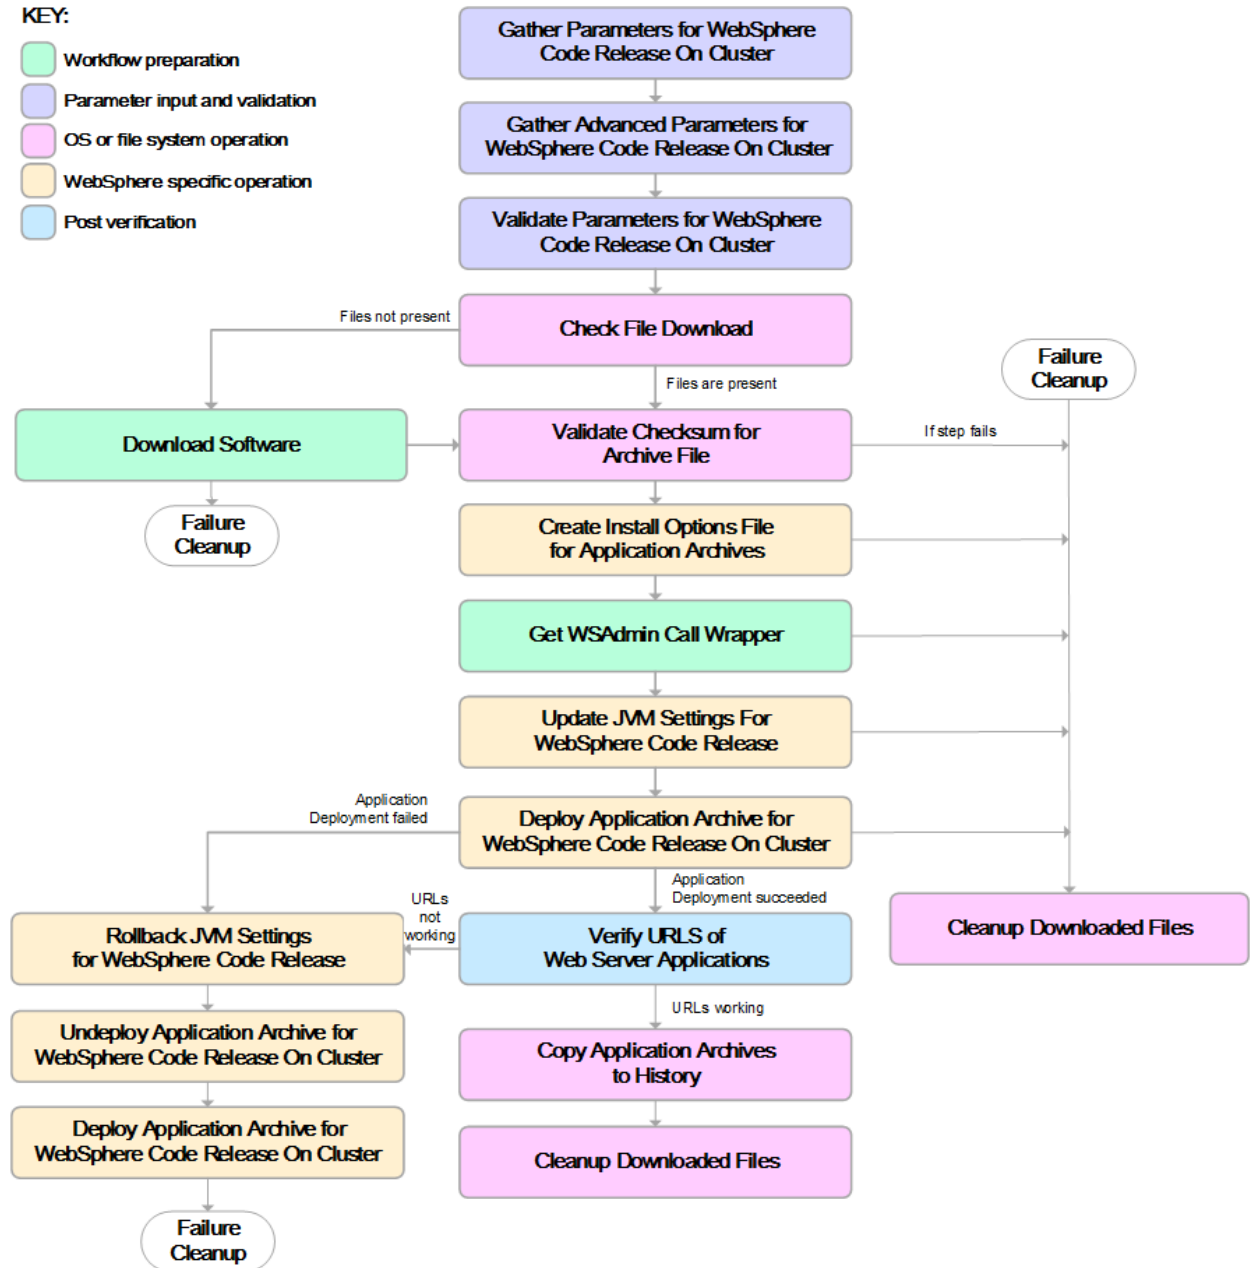 KEY:
Workflow preparation
Parameter input and validation
OS or file system operation
WebSphere specific operation
Post verification
Gather Parameters for WebSphere
Code Release On Cluster
Gather Advanced Parameters for
WebSphere Code Release On Cluster
Validate Parameters for WebSphere
Code Release On Cluster
Files not present
Check File Download
Files are present
Failure
Cleanup
Download Software
Validate Checksum for
Archive File
If step fails
Failure
Cleanup
Create Install Options File
for Application Archives
Get WSAdmin Call Wrapper
Update JVM Settings For
WebSphere Code Release
Application
Deployment failed
Deploy Application Archive for
WebSphere Code Release On Cluster
Application
Deployment succeeded
URLs
not
working
Rollback JVM Settings
for WebSphere Code Release
Verify URLS of
Web Server Applications
Cleanup Downloaded Files
URLs working
Undeploy Application Archive for
WebSphere Code Release On Cluster
Copy Application Archives
to History
Deploy Application Archive for
WebSphere Code Release On Cluster
Cleanup Downloaded Files
Failure
Cleanup